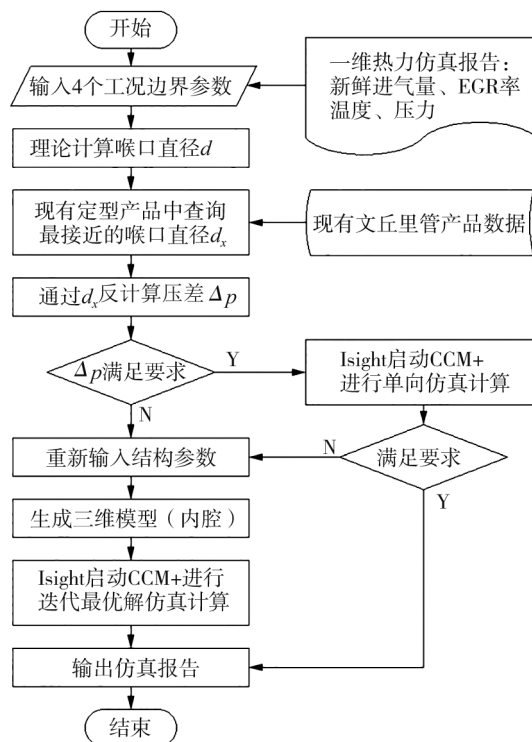 开始
输入4个工况边界参数
一维热力仿真报告：
新鲜进气量、EGR率
温度、压力
理论计算喉口直径d
现有定型产品中查询
最接近的喉口直径dₓ
现有文丘里管产品数据
通过dₓ反计算压差Δp
Δp满足要求
Y
N
Isight启动CCM+
进行单向仿真计算
满足要求
N
Y
重新输入结构参数
生成三维模型（内腔）
Isight启动CCM+进行
迭代最优解仿真计算
输出仿真报告
结束